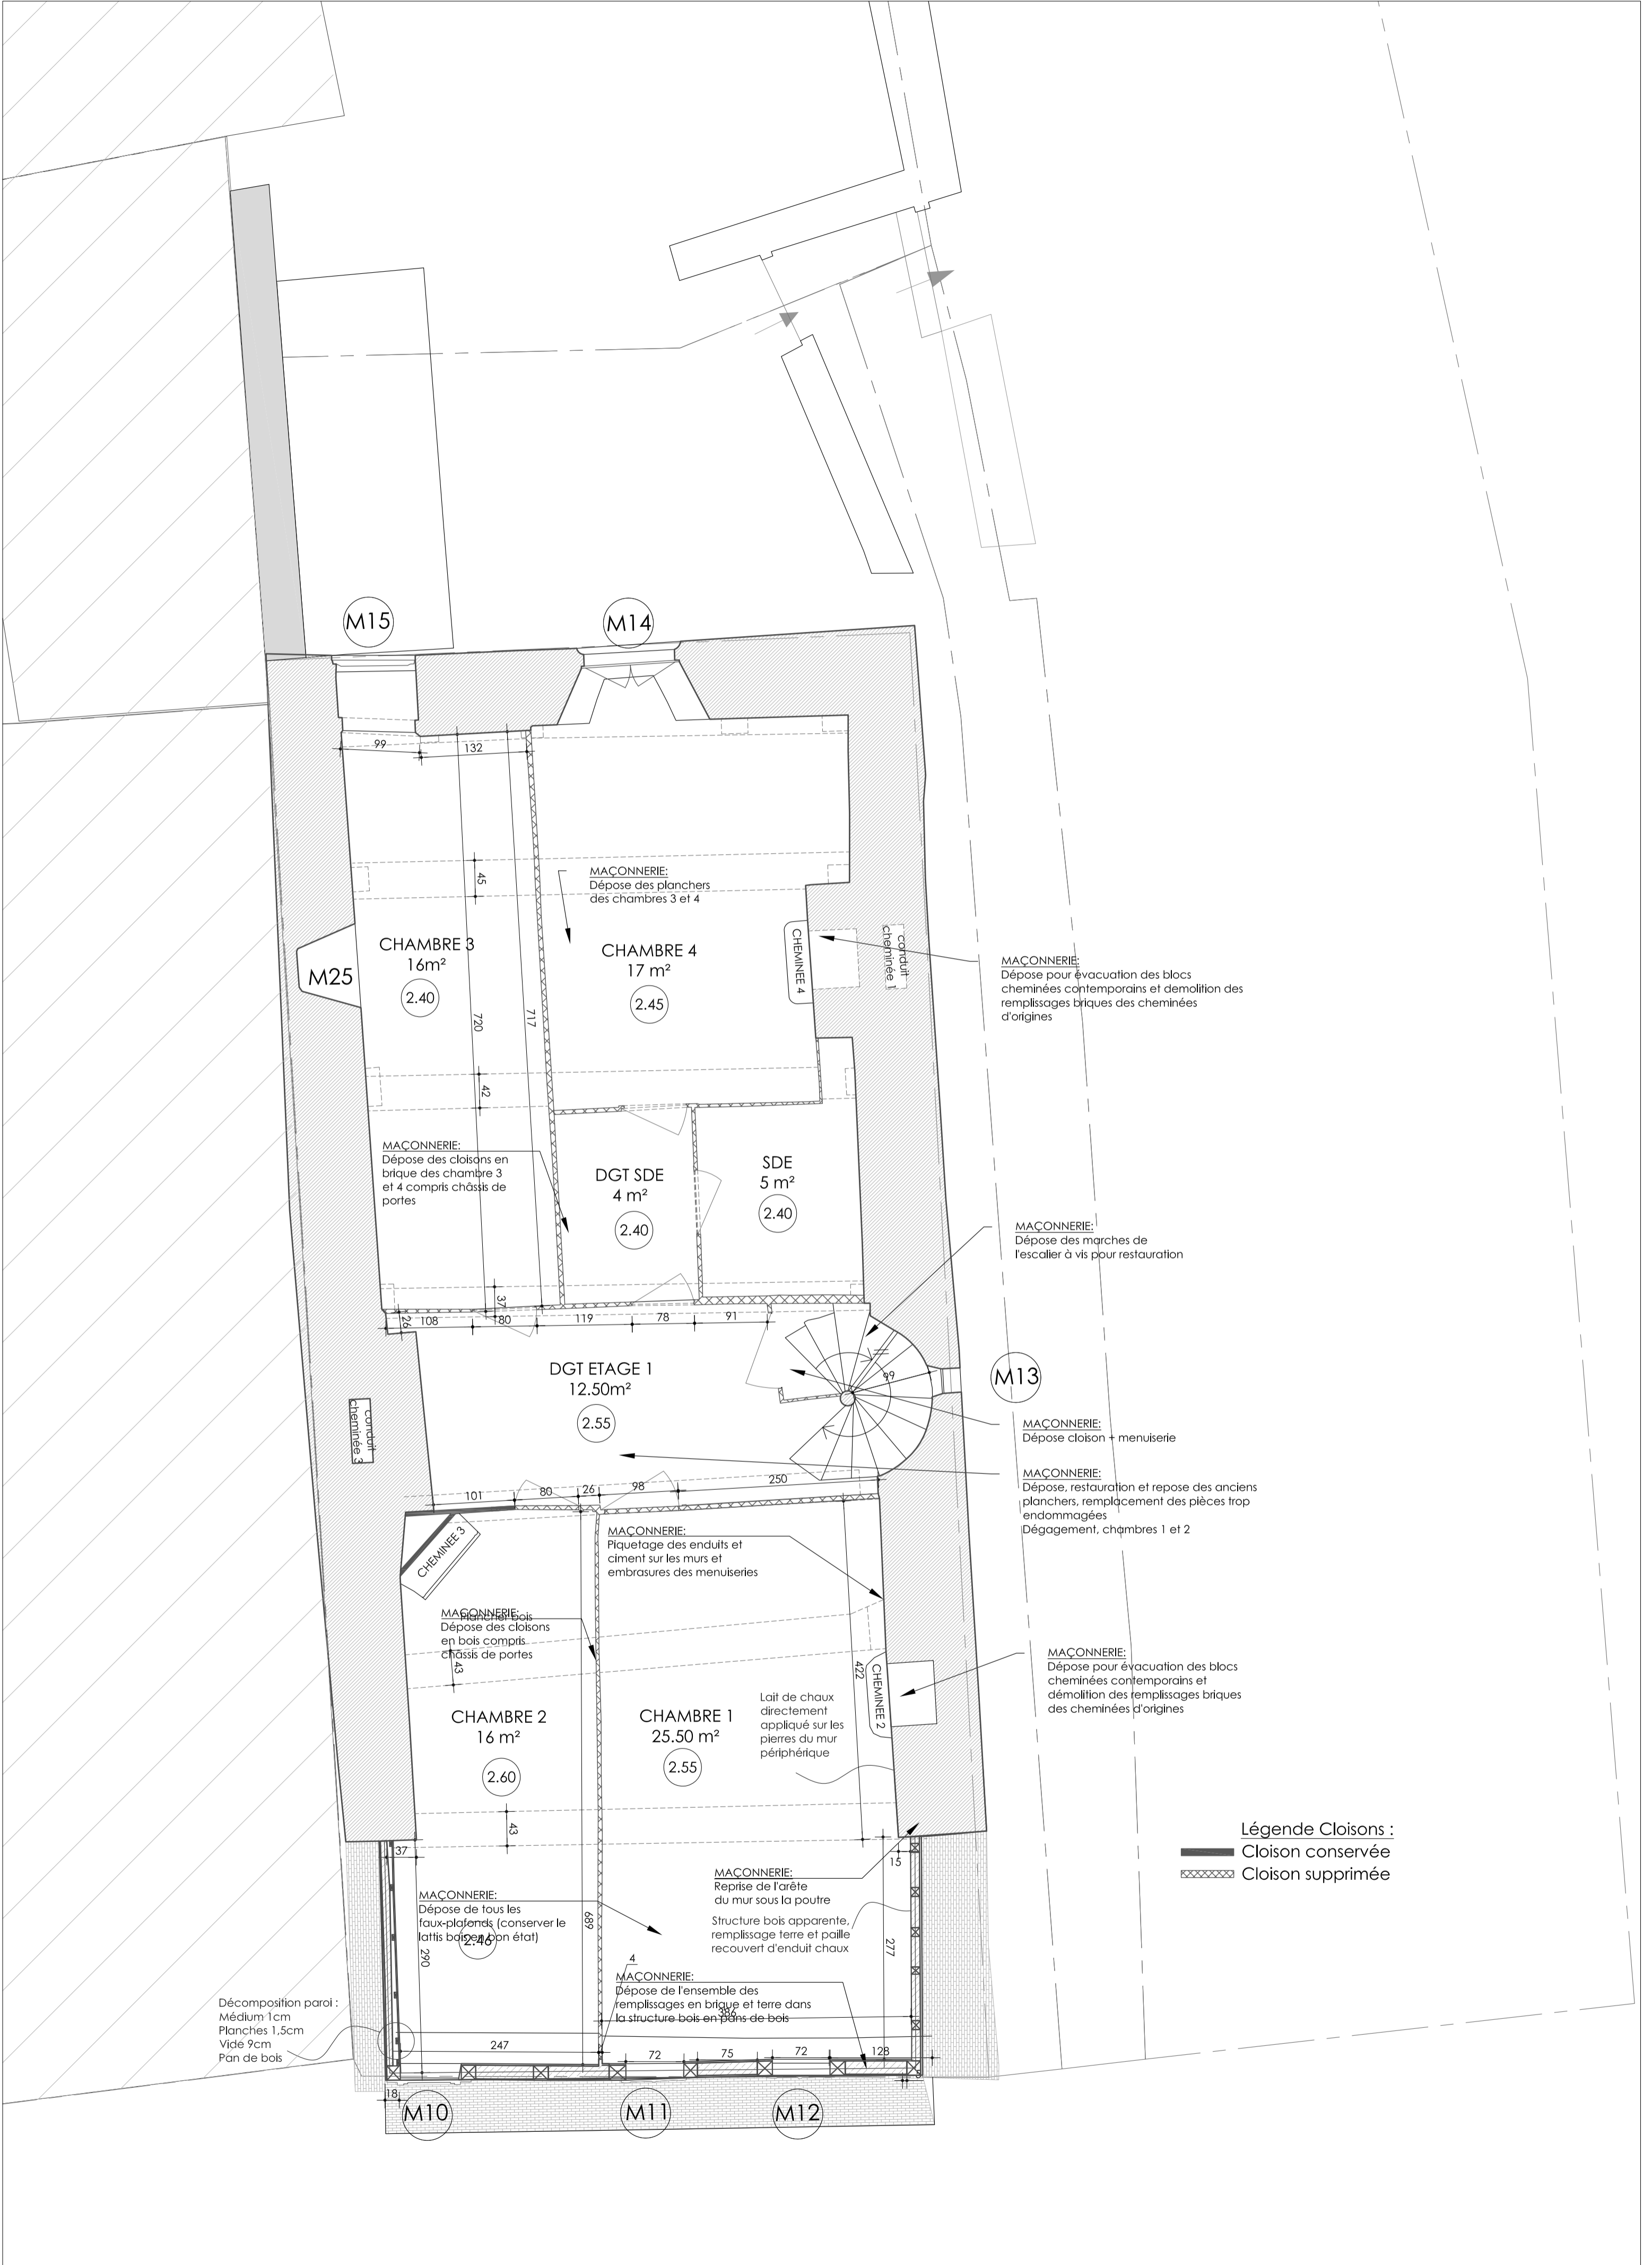 M15
M14
99
132
45
MAÇONNERIE:
Dépose des planchers
des chambres 3 et 4
CHAMBRE 3
16m²
2.40
M25
CHAMBRE 4
17 m²
2.45
CHEMINEE 4
conduit
cheminée 1
MAÇONNERIE:
Dépose pour évacuation des blocs
cheminées contemporains et demolition des
remplissages briques des cheminées
d'origines
720
717
42
MAÇONNERIE:
Dépose des cloisons en
brique des chambre 3
et 4 compris châssis de
portes
DGT SDE
4 m²
2.40
SDE
5 m²
2.40
MAÇONNERIE:
Dépose des marches de
l'escalier à vis pour restauration
37
26
108
80
119
78
91
DGT ETAGE 1
12.50m²
2.55
99
M13
conduit
cheminée 3
MAÇONNERIE:
Dépose cloison + menuiserie
MAÇONNERIE:
Dépose, restauration et repose des anciens
planchers, remplacement des pièces trop
endommagées
Dégagement, chambres 1 et 2
101
80
26
98
250
CHEMINEE 3
MAÇONNERIE:
Piquetage des enduits et
ciment sur les murs et
embrasures des menuiseries
MAÇONNERIE:
Plancher bois
Dépose des cloisons
en bois compris
châssis de portes
43
422
CHEMINEE 2
MAÇONNERIE:
Dépose pour évacuation des blocs
cheminées contemporains et
démolition des remplissages briques
des cheminées d'origines
Lait de chaux
directement
appliqué sur les
pierres du mur
périphérique
CHAMBRE 2
16 m²
2.60
CHAMBRE 1
25.50 m²
2.55
43
37
15
Légende Cloisons :
Cloison conservée
Cloison supprimée
MAÇONNERIE:
Reprise de l'arête
du mur sous la poutre
MAÇONNERIE:
Dépose de tous les
faux-plafonds (conserver le
lattis bois en bon état)
2.46
290
689
Structure bois apparente,
remplissage terre et paille
recouvert d'enduit chaux
277
4
MAÇONNERIE:
Dépose de l'ensemble des
remplissages en brique et terre dans
la structure bois en pans de bois
386
Décomposition paroi :
Médium 1cm
Planches 1,5cm
Vide 9cm
Pan de bois
247
72
75
72
128
18
M10
M11
M12